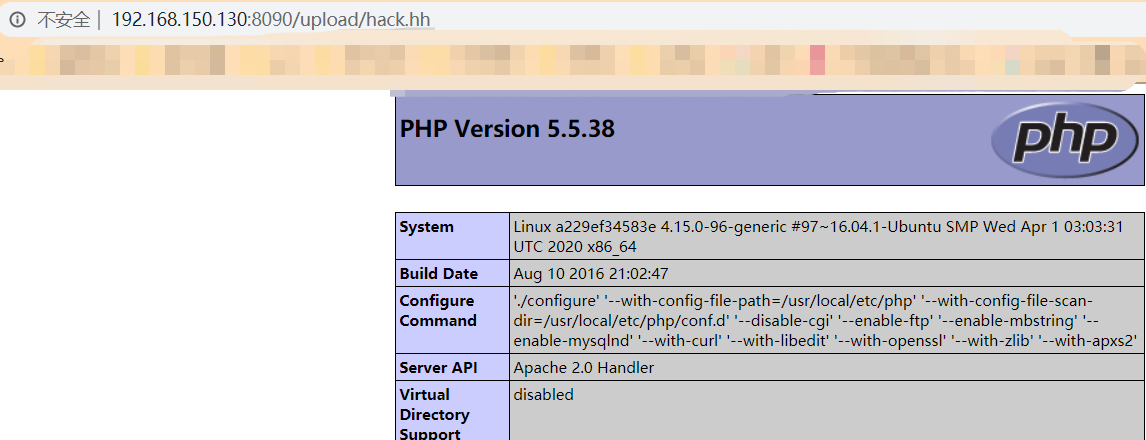 不安全 | 192.168.150.130:8090/upload/hack.hh
PHP Version 5.5.38
php
System
Linux a229ef34583e 4.15.0-96-generic #97~16.04.1-Ubuntu SMP Wed Apr 1 03:03:31
UTC 2020 x86_64
Build Date
Aug 10 2016 21:02:47
Configure
Command
'./configure' '--with-config-file-path=/usr/local/etc/php' '--with-config-file-scan-
dir=/usr/local/etc/php/conf.d' '--disable-cgi' '--enable-ftp' '--enable-mbstring' '--
enable-mysqlnd' '--with-curl' '--with-libedit' '--with-openssl' '--with-zlib' '--with-apxs2'
Server API
Apache 2.0 Handler
Virtual
Directory
Support
disabled